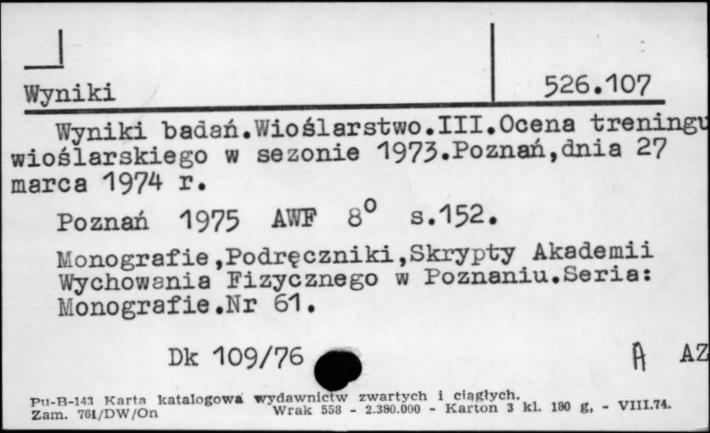 Wyniki 526.107
Wyniki badań.Wioślarstwo.III.Ocena treningu
wioślarskiego w sezonie 1973.Poznań,dnia 27
marca 1974 r.
Poznań 1975 AWF 8° s.152.
Monografie,Podręczniki,Skrypty Akademii
Wychowania Fizycznego w Poznaniu.Seria:
Monografie.Nr 61.
Dk 109/76 A AZ
Pu-B-143 Karta katalogowa wydawnictw zwartych i ciągłych.
Zam. 761/DW/On Wrak 558 - 2.380.000 - Karton 3 kl. 180 g, - VIII.74.